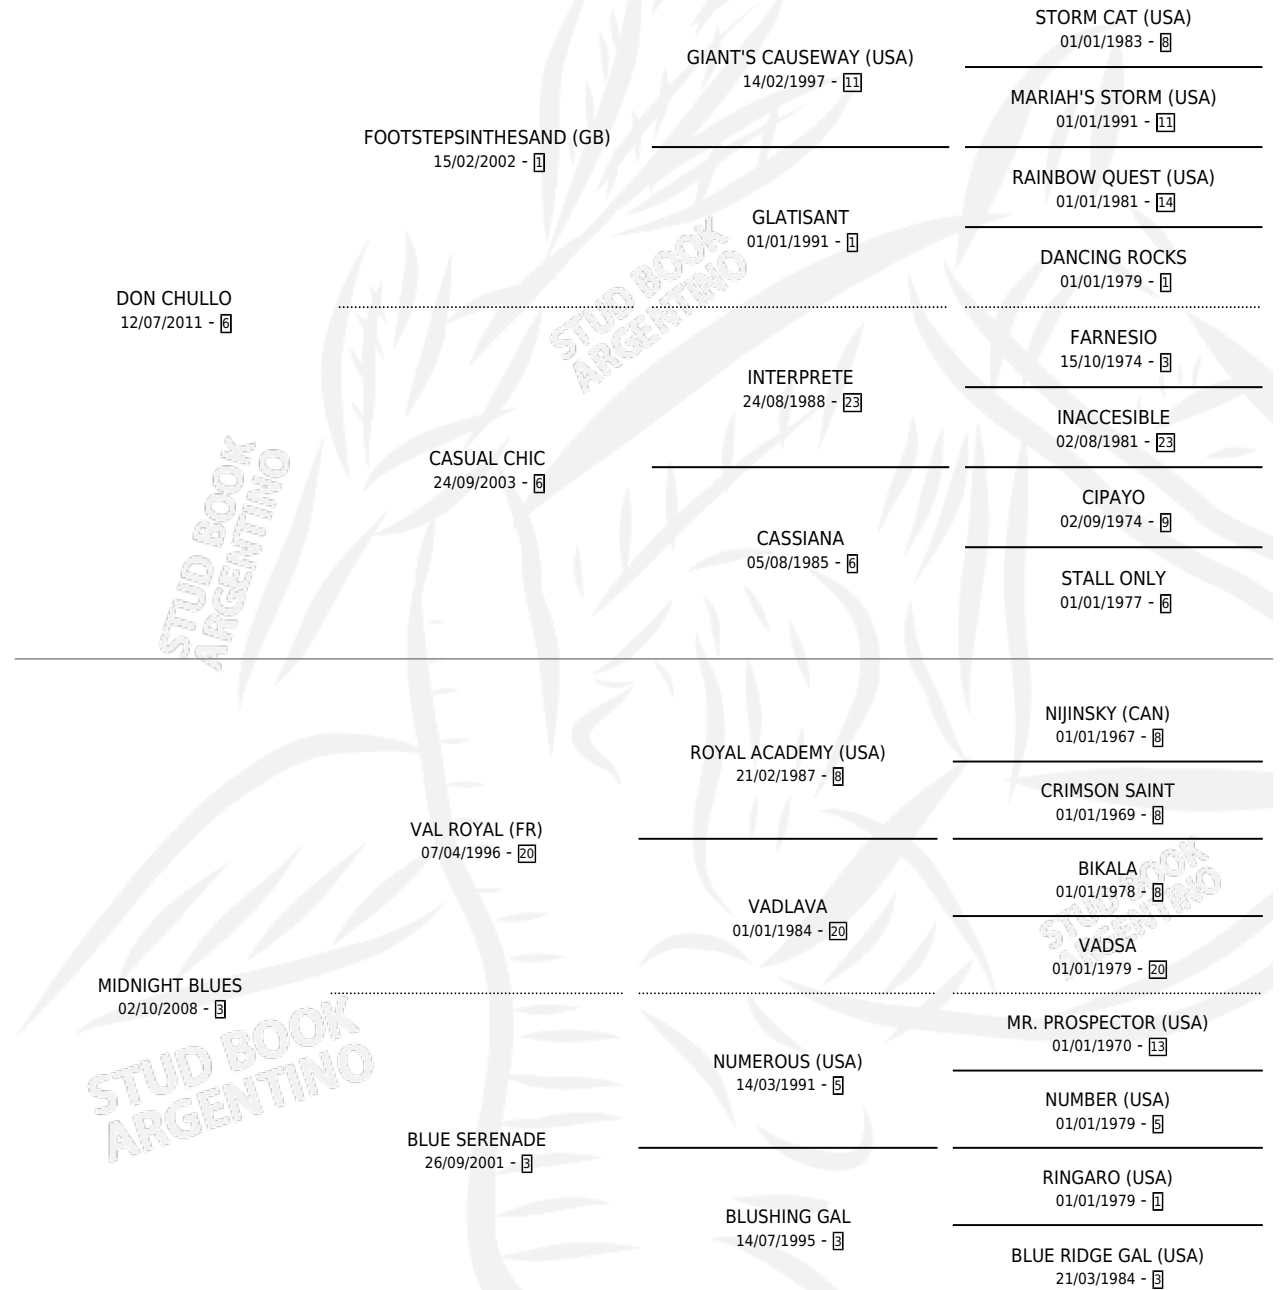 STORM CAT (USA)
01/01/1983 - 8
GIANT'S CAUSEWAY (USA)
14/02/1997 - 11
MARIAH'S STORM (USA)
01/01/1991 - 11
FOOTSTEPSINTHESAND (GB)
15/02/2002 - 1
RAINBOW QUEST (USA)
01/01/1981 - 14
GLATISANT
01/01/1991 - 1
DANCING ROCKS
01/01/1979 - 1
DON CHULLO
12/07/2011 - 6
FARNESIO
15/10/1974 - 3
INTERPRETE
24/08/1988 - 23
INACCESIBLE
02/08/1981 - 23
CASUAL CHIC
24/09/2003 - 6
CIPAYO
02/09/1974 - 9
CASSIANA
05/08/1985 - 6
STALL ONLY
01/01/1977 - 6
NIJINSKY (CAN)
01/01/1967 - 8
ROYAL ACADEMY (USA)
21/02/1987 - 8
CRIMSON SAINT
01/01/1969 - 8
VAL ROYAL (FR)
07/04/1996 - 20
BIKALA
01/01/1978 - 8
VADLAVA
01/01/1984 - 20
VADSA
01/01/1979 - 20
MIDNIGHT BLUES
02/10/2008 - 3
MR. PROSPECTOR (USA)
01/01/1970 - 13
NUMEROUS (USA)
14/03/1991 - 5
NUMBER (USA)
01/01/1979 - 5
BLUE SERENADE
26/09/2001 - 3
RINGARO (USA)
01/01/1979 - 1
BLUSHING GAL
14/07/1995 - 3
BLUE RIDGE GAL (USA)
21/03/1984 - 3
STUD BOOK
ARGENTINO
STUD BOOK
ARGENTINO
STUD BOOK
ARGENTINO
STUD BOOK
ARGENTINO